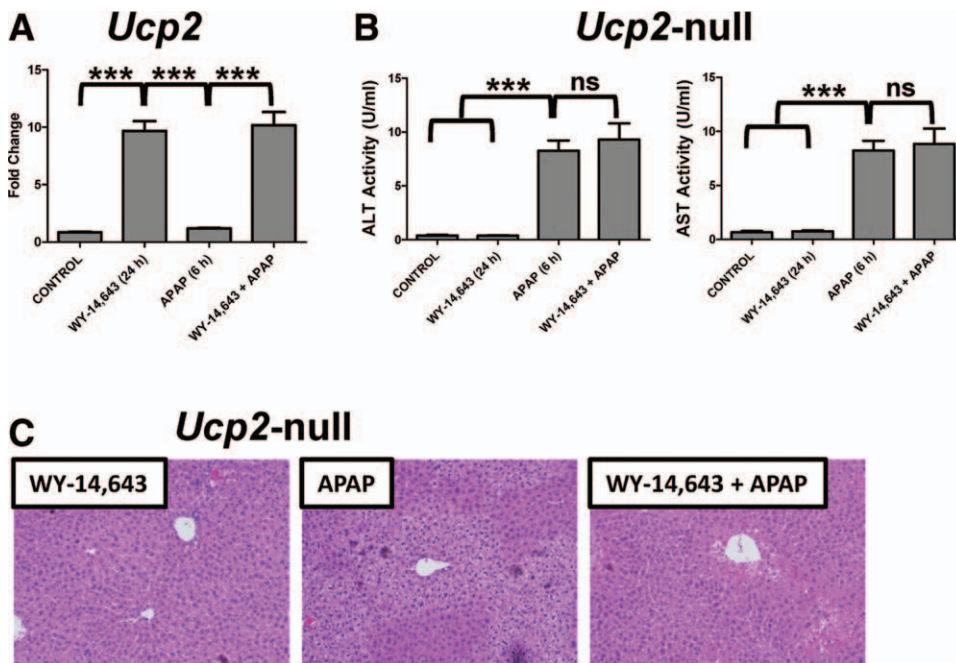 A
Ucp2
*** *** ***
15
10
5
0
Fold Change
CONTROL
WY-14,643 (24 h)
APAP (6 h)
WY-14,643 + APAP
B
Ucp2-null
*** ns
15
10
5
0
ALT Activity (U/ml)
CONTROL
WY-14,643 (24 h)
APAP (6 h)
WY-14,643 + APAP
*** ns
15
10
5
0
AST Activity (U/ml)
CONTROL
WY-14,643 (24 h)
APAP (6 h)
WY-14,643 + APAP
C
Ucp2-null
WY-14,643
APAP
WY-14,643 + APAP